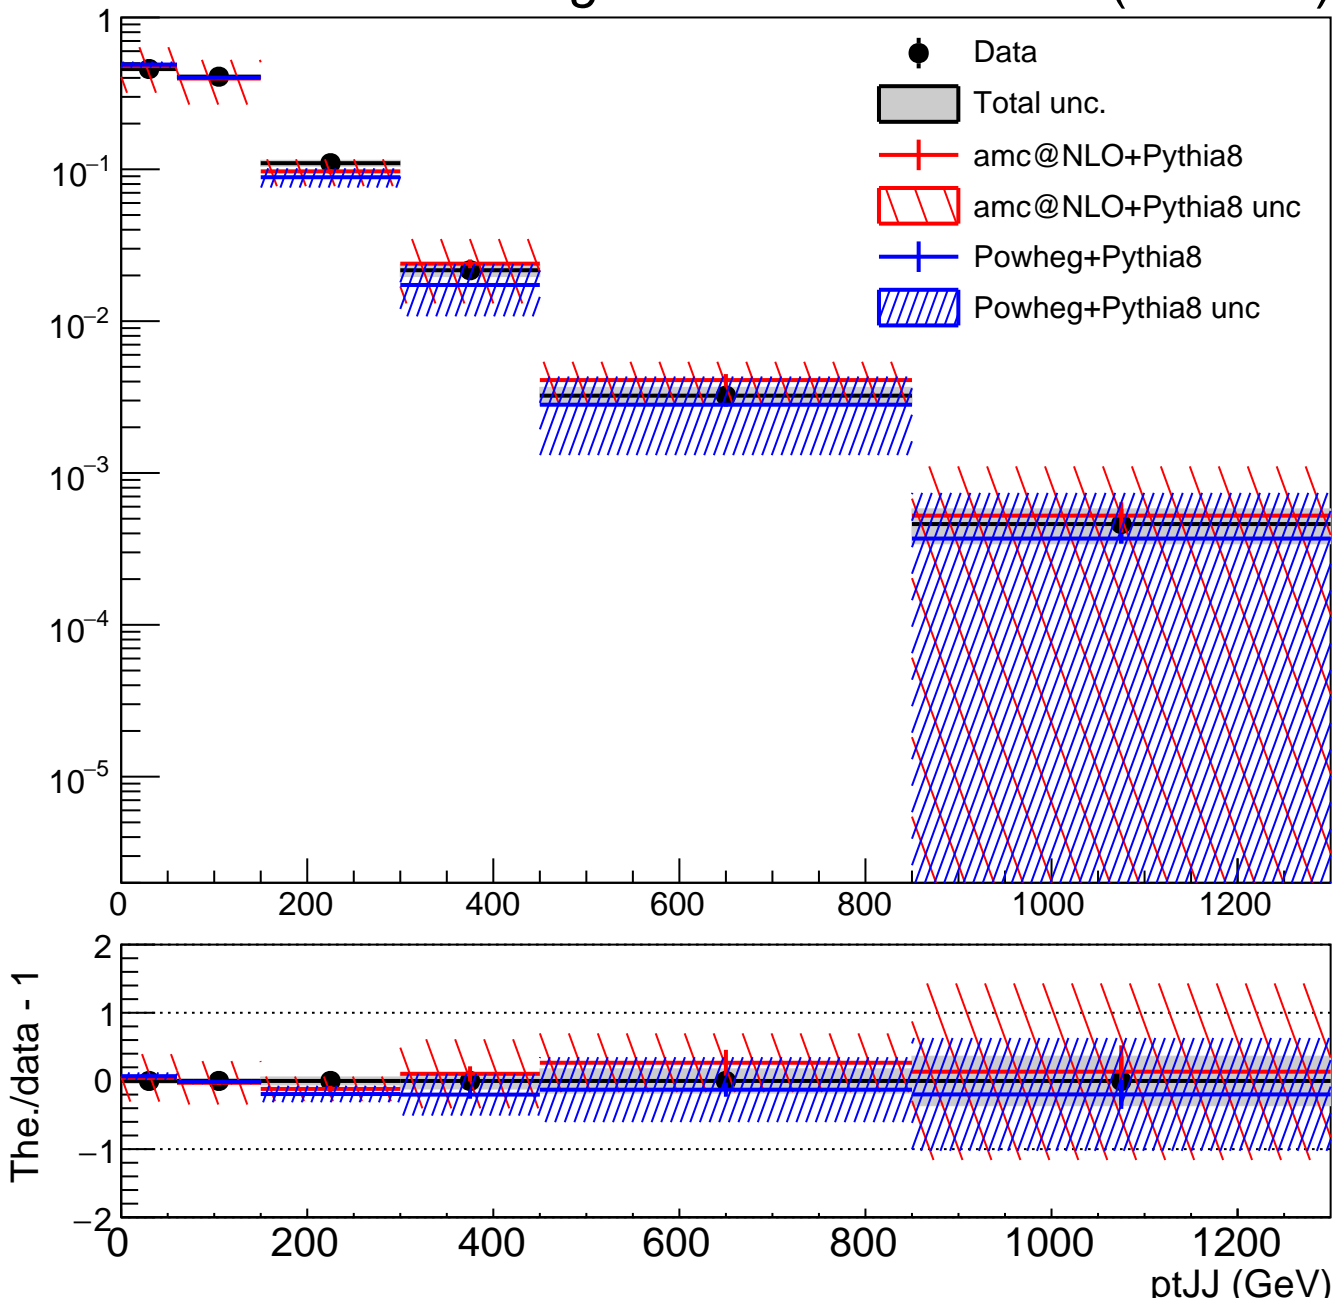 1
10−1
10−2
10−3
10−4
10−5
Data
Total unc.
amc@NLO+Pythia8
amc@NLO+Pythia8 unc
Powheg+Pythia8
Powheg+Pythia8 unc
0 200 400 600 800 1000 1200
The./data - 1
2
1
0
−1
−2
0 200 400 600 800 1000 1200
ptJJ (GeV)